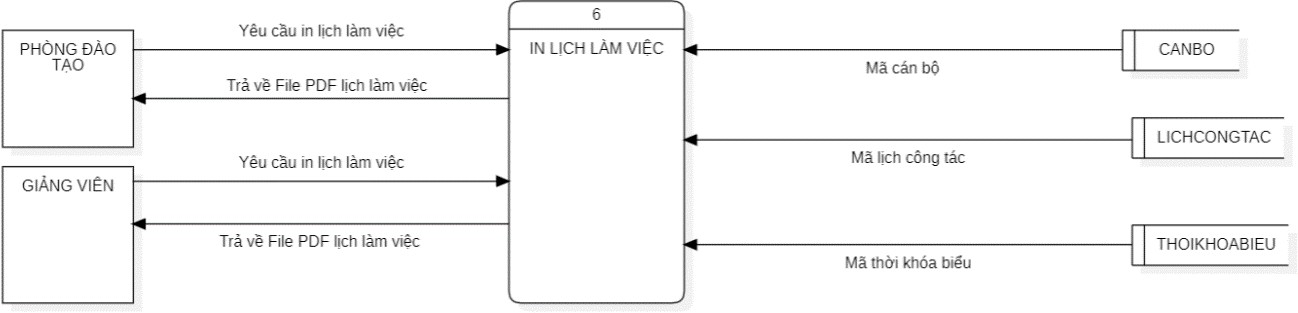 6
PHÒNG ĐÀO
TẠO
Yêu cầu in lịch làm việc
IN LỊCH LÀM VIỆC
CANBO
Mã cán bộ
Trả về File PDF lịch làm việc
LICHCONGTAC
Mã lịch công tác
Yêu cầu in lịch làm việc
GIẢNG VIÊN
Trả về File PDF lịch làm việc
THOIKHOABIEU
Mã thời khóa biểu